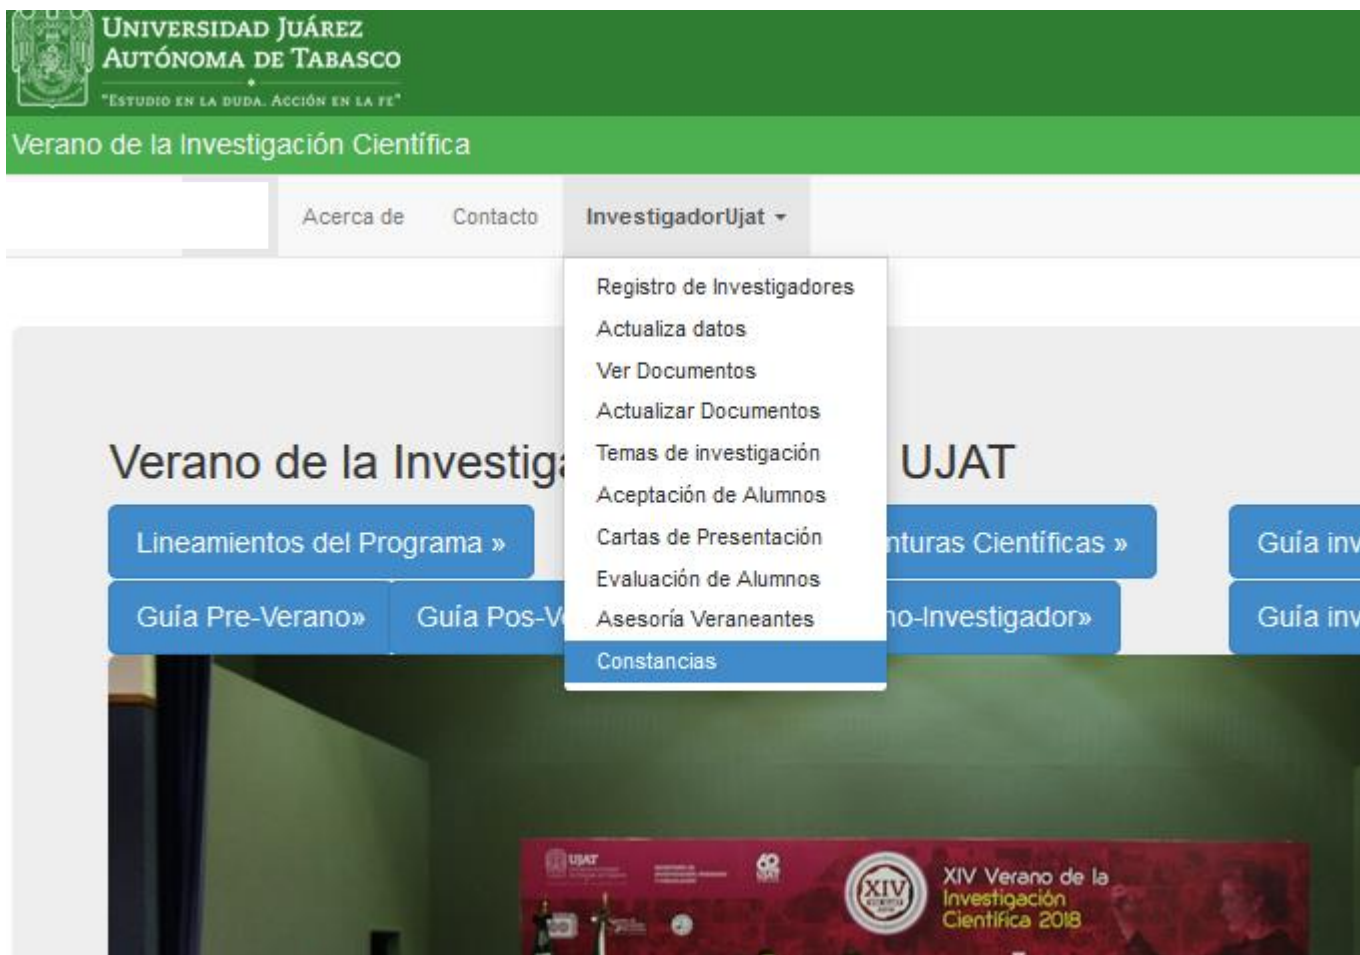 UNIVERSIDAD JUÁREZ
AUTÓNOMA DE TABASCO
"ESTUDIO EN LA DUDA. ACCIÓN EN LA FE"
Verano de la Investigación Científica
Acerca de Contacto InvestigadorUjat
Registro de Investigadores
Actualiza datos
Ver Documentos
Actualizar Documentos
Temas de investigación
Aceptación de Alumnos
Cartas de Presentación
Evaluación de Alumnos
Asesoría Veraneantes
Constancias
Verano de la Investiga UJAT
Lineamientos del Programa » nturas Científicas » Guía inv
Guía Pre-Verano» Guía Pos-V no-Investigador» Guía inv
UJAT 60 UJAT
XIV XIV Verano de la
Investigación
Científica 2018